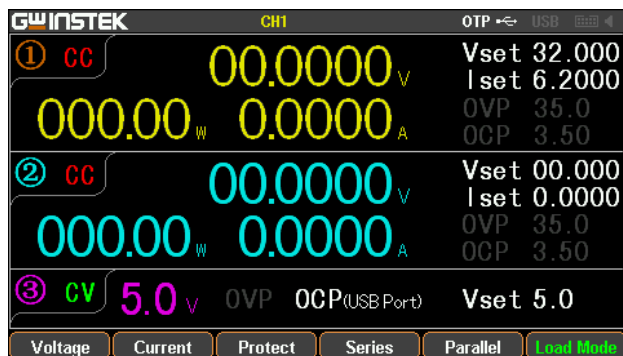 GWINSTEK CH1 OTP USB
① CC 00.0000 V Vset 32.000
Iset 6.2000
000.00 W 0.0000 A OVP 35.0
OCP 3.50
② CC 00.0000 V Vset 00.000
Iset 0.0000
000.00 W 0.0000 A OVP 35.0
OCP 3.50
③ CV 5.0 V OVP OCP(USB Port) Vset 5.0
Voltage Current Protect Series Parallel Load Mode